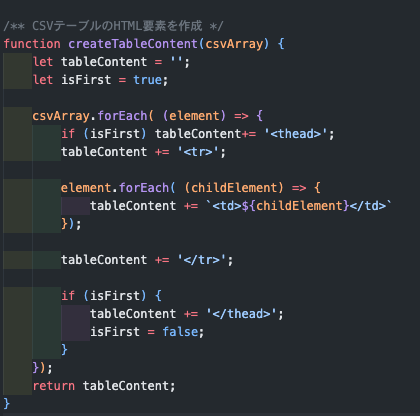 /** CSVテーブルのHTML要素を作成 */
function createTableContent(csvArray) {
    let tableContent = '';
    let isFirst = true;

    csvArray.forEach( (element) => {
        if (isFirst) tableContent+= '<thead>';
        tableContent += '<tr>';

        element.forEach( (childElement) => {
            tableContent += `<td>${childElement}</td>`
        });

        tableContent += '</tr>';

        if (isFirst) {
            tableContent += '</thead>';
            isFirst = false;
        }
    });
    return tableContent;
}